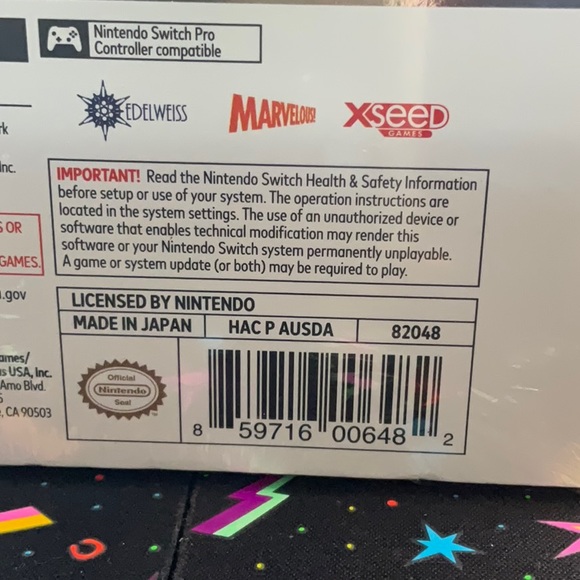 Nintendo Switch Pro
Controller compatible
EDELWEISS
MARVELOUS!
XSEED
GAMES
rk
Inc.
S OR
GAMES.
.gov
ames/
s USA, Inc.
Amo Blvd.
, CA 90503
IMPORTANT! Read the Nintendo Switch Health & Safety Information
before setup or use of your system. The operation instructions are
located in the system settings. The use of an unauthorized device or
software that enables technical modification may render this
software or your Nintendo Switch system permanently unplayable.
A game or system update (or both) may be required to play.
LICENSED BY NINTENDO
MADE IN JAPAN HAC P AUSDA 82048
Official
Nintendo
Seal
8 59716 00648 2